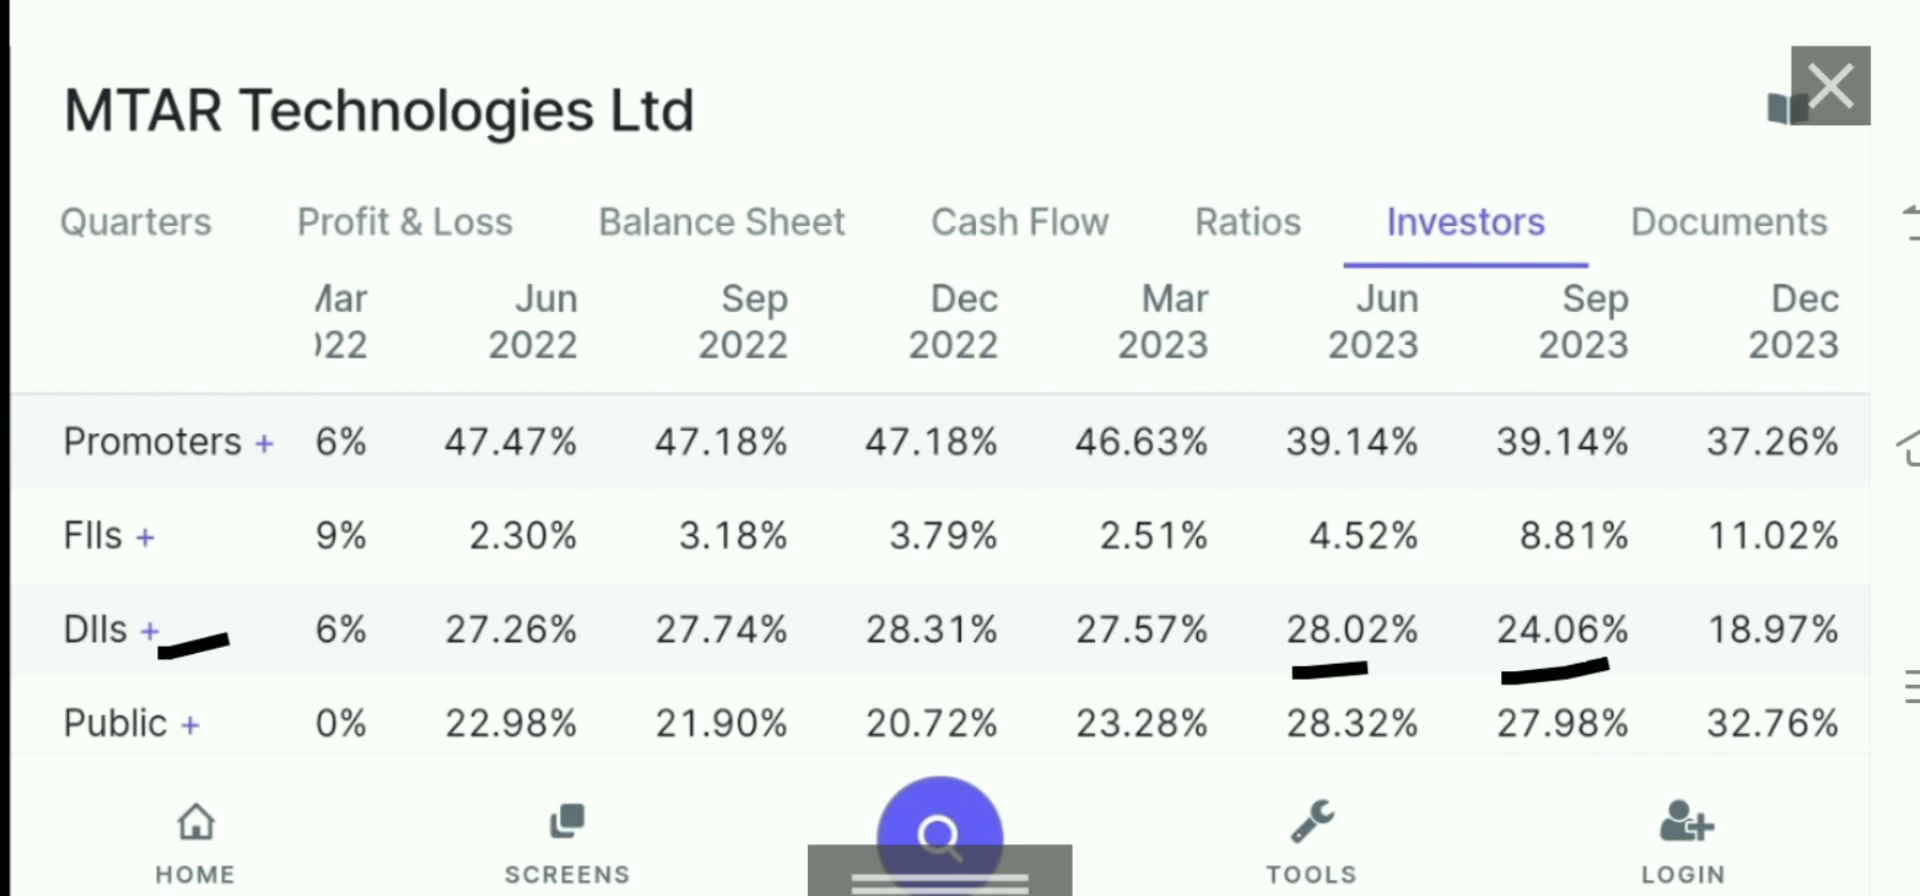 MTAR Technologies Ltd
Quarters Profit & Loss Balance Sheet Cash Flow Ratios Investors Documents
Jun Sep Dec Mar Jun Sep Dec
2022 2022 2022 2023 2023 2023 2023
Promoters + 6% 47.47% 47.18% 47.18% 46.63% 39.14% 39.14% 37.26%
FIIs + 9% 2.30% 3.18% 3.79% 2.51% 4.52% 8.81% 11.02%
DIIs + 6% 27.26% 27.74% 28.31% 27.57% 28.02% 24.06% 18.97%
Public + 0% 22.98% 21.90% 20.72% 23.28% 28.32% 27.98% 32.76%
HOME SCREENS TOOLS LOGIN